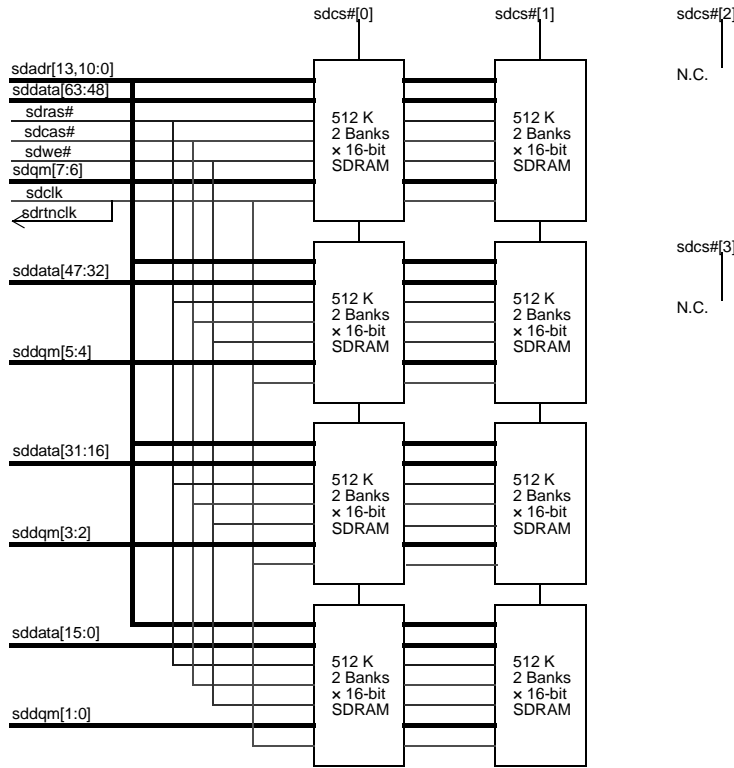 sdcs#[0]
sdcs#[1]
sdcs#[2]
sdadr[13,10:0]
sddata[63:48]
sdras#
sdcas#
sdwe#
sdqm[7:6]
sdclk
sdrtnclk
512 K
2 Banks
× 16-bit
SDRAM
512 K
2 Banks
× 16-bit
SDRAM
N.C.
sddata[47:32]
sddqm[5:4]
512 K
2 Banks
× 16-bit
SDRAM
512 K
2 Banks
× 16-bit
SDRAM
sdcs#[3]
N.C.
sddata[31:16]
sddqm[3:2]
512 K
2 Banks
× 16-bit
SDRAM
512 K
2 Banks
× 16-bit
SDRAM
sddata[15:0]
sddqm[1:0]
512 K
2 Banks
× 16-bit
SDRAM
512 K
2 Banks
× 16-bit
SDRAM